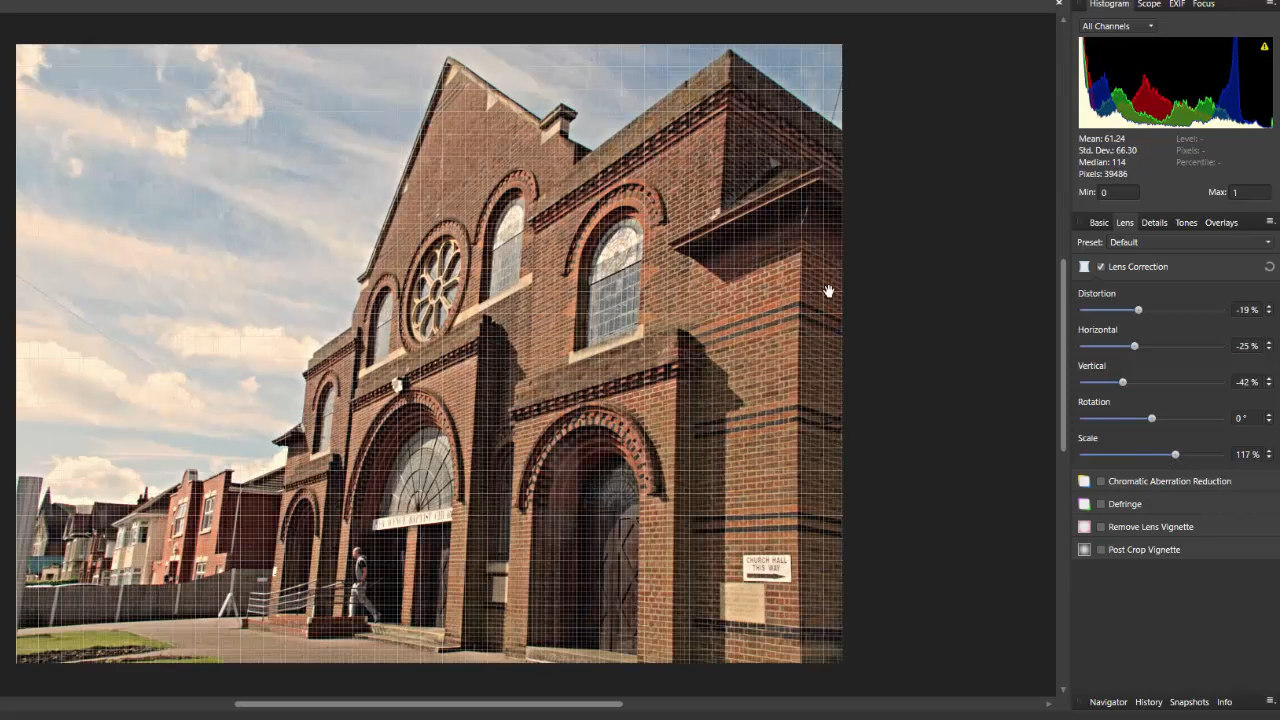 Histogram Scope EXIF Focus
All Channels
Mean: 61.24
Std. Dev.: 66.30
Median: 114
Pixels: 39486
Level: -
Pixels: -
Percentile: -
Min: 0 Max: 1
Basic Lens Details Tones Overlays
Preset: Default
Lens Correction
Distortion
-19 %
Horizontal
-25 %
Vertical
-42 %
Rotation
0 °
Scale
117 %
Chromatic Aberration Reduction
Defringe
Remove Lens Vignette
Post Crop Vignette
BAPTIST
CHURCH HALL
THIS WAY
Navigator History Snapshots Info